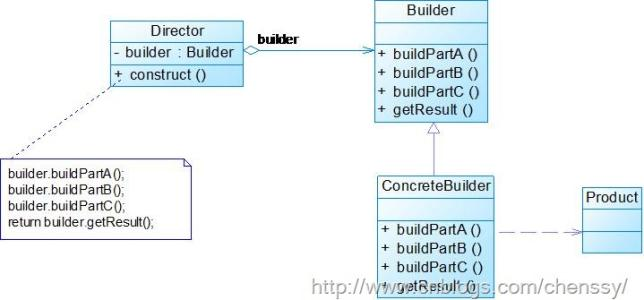 Director
- builder : Builder
+ construct ()
builder
Builder
+ buildPartA ()
+ buildPartB ()
+ buildPartC ()
+ getResult ()
builder.buildPartA();
builder.buildPartB();
builder.buildPartC();
return builder.getResult();
ConcreteBuilder
+ buildPartA ()
+ buildPartB ()
+ buildPartC ()
+ getResult ()
Product
http://www.cnblogs.com/chenssy/